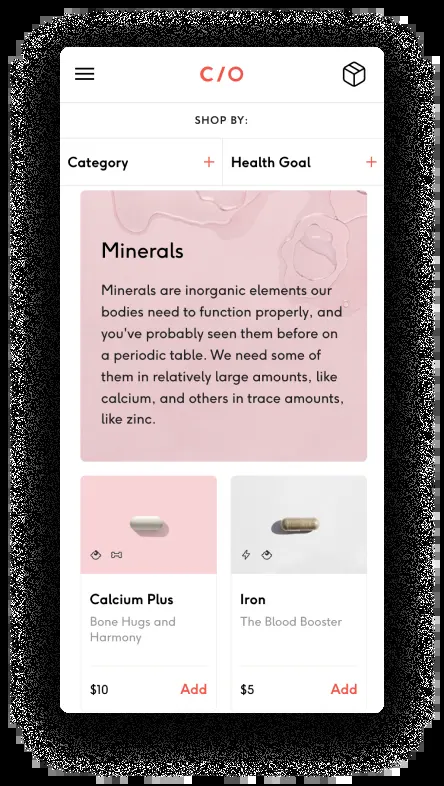 C/O
SHOP BY:
Category + Health Goal +
Minerals
Minerals are inorganic elements our
bodies need to function properly, and
you've probably seen them before on
a periodic table. We need some of
them in relatively large amounts, like
calcium, and others in trace amounts,
like zinc.
Calcium Plus
Bone Hugs and
Harmony
$10 Add
Iron
The Blood Booster
$5 Add